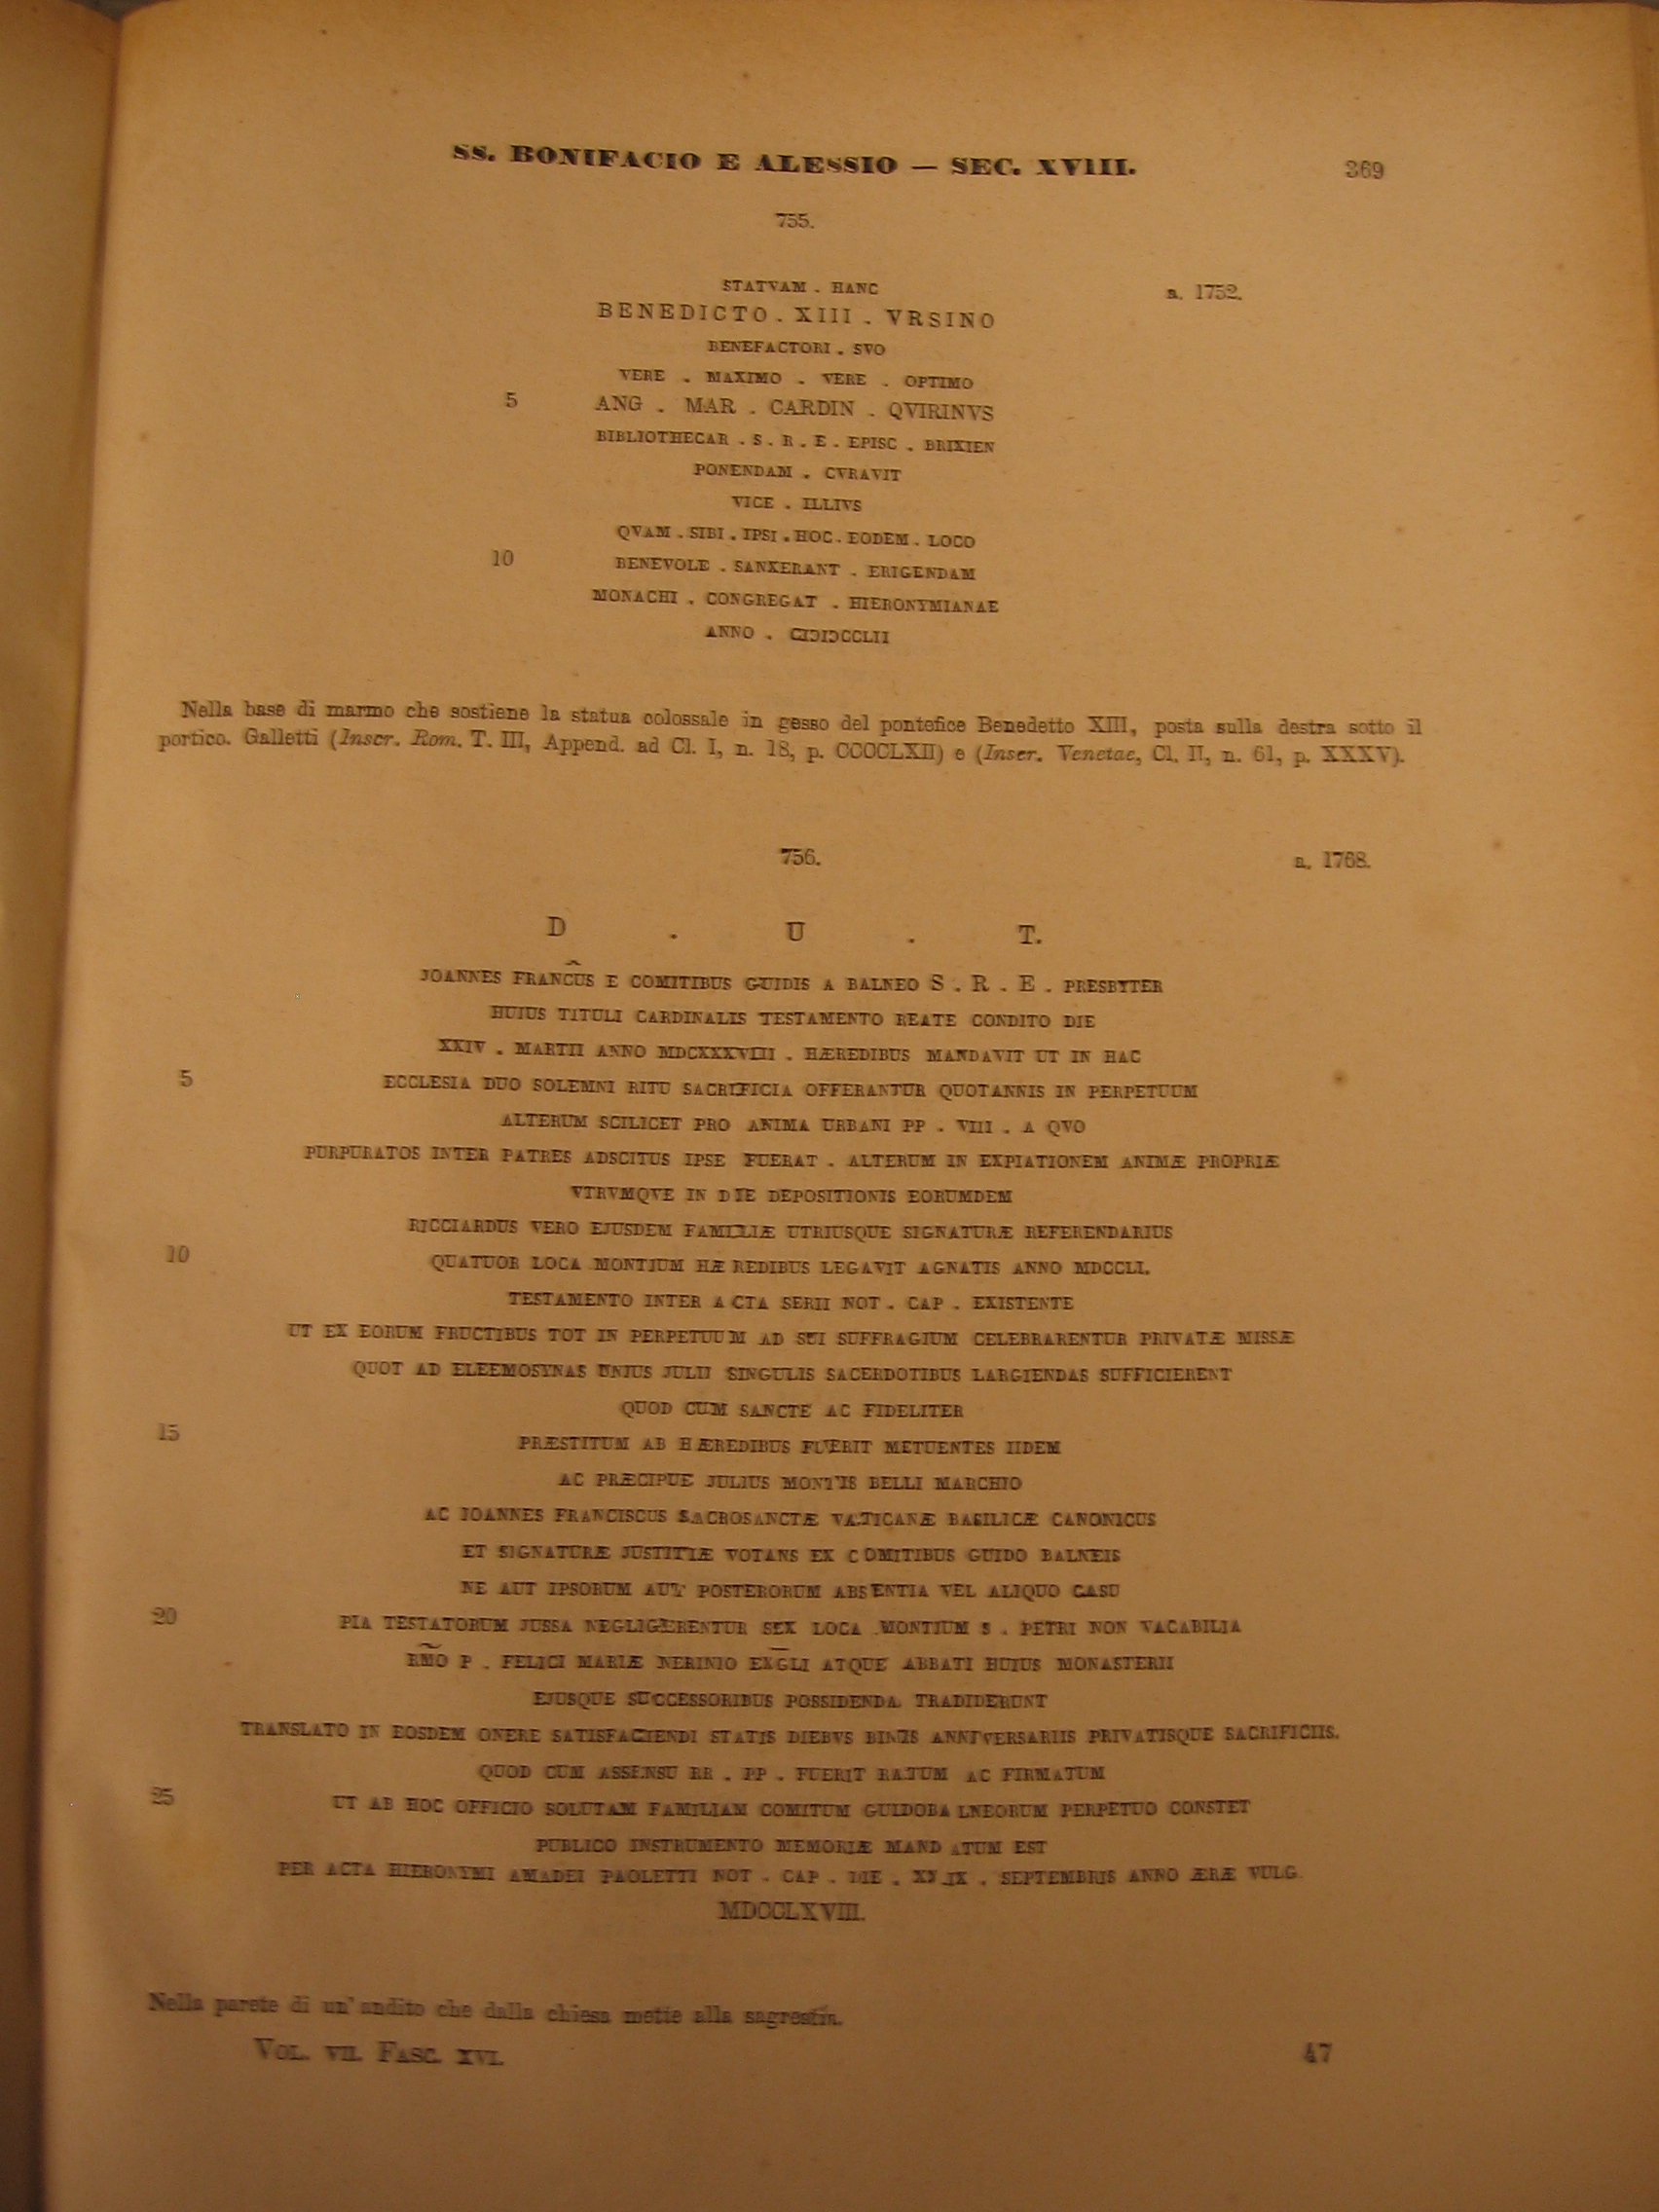 SS. BONIFACIO E ALESSIO — SEC. XVIII. 369
755.
STATVAM . HANC a. 1752.
BENEDICTO . XIII . VRSINO
BENEFACTORI . SVO
VERE . MAXIMO . VERE . OPTIMO
5 ANG . MAR . CARDIN . QVIRINVS
BIBLIOTHECAR . S . R . E . EPISC . BRIXIEN
PONENDAM . CVRAVIT
VICE . ILLIVS
QVAM . SIBI . IPSI . HOC . EODEM . LOCO
10 BENEVOLE . SANXERANT . ERIGENDAM
MONACHI . CONGREGAT . HIERONYMIANAE
ANNO . CIƆIƆCCLII
Nella base di marmo che sostiene la statua colossale in gesso del pontefice Benedetto XIII, posta sulla destra sotto il
portico. Galletti (Inscr. Rom. T. III, Append. ad Cl. I, n. 18, p. CCCCLXII) e (Inscr. Venetae, Cl. II, n. 61, p. XXXV).
756. a. 1768.
D . U . T.
JOANNES FRANCUS E COMITIBUS GUIDIS A BALNEO S . R . E . PRESBYTER
HUIUS TITULI CARDINALIS TESTAMENTO REATE CONDITO DIE
XXIV . MARTII ANNO MDCXXXVIII . HÆREDIBUS MANDAVIT UT IN HAC
5 ECCLESIA DUO SOLEMNI RITU SACRIFICIA OFFERANTUR QUOTANNIS IN PERPETUUM
ALTERUM SCILICET PRO ANIMA URBANI PP . VIII . A QVO
PURPURATOS INTER PATRES ADSCITUS IPSE FUERAT . ALTERUM IN EXPIATIONEM ANIMÆ PROPRIÆ
VTRVMQVE IN DIE DEPOSITIONIS EORUMDEM
RICCIARDUS VERO EJUSDEM FAMILIÆ UTRIUSQUE SIGNATURÆ REFERENDARIUS
10 QUATUOR LOCA MONTIUM HÆREDIBUS LEGAVIT AGNATIS ANNO MDCCLI.
TESTAMENTO INTER ACTA SERII NOT . CAP . EXISTENTE
UT EX EORUM FRUCTIBUS TOT IN PERPETUUM AD SUI SUFFRAGIUM CELEBRARENTUR PRIVATÆ MISSÆ
QUOT AD ELEEMOSYNAS UNIUS JULII SINGULIS SACERDOTIBUS LARGIENDAS SUFFICIERENT
QUOD CUM SANCTE AC FIDELITER
15 PRÆSTITUM AB HÆREDIBUS FUERIT METUENTES IIDEM
AC PRÆCIPUE JULIUS MONTIS BELLI MARCHIO
AC JOANNES FRANCISCUS SACROSANCTÆ VATICANÆ BASILICÆ CANONICUS
ET SIGNATURÆ JUSTITIÆ VOTANS EX COMITIBUS GUIDO BALNEIS
NE AUT IPSORUM AUT POSTERORUM ABSENTIA VEL ALIQUO CASU
20 PIA TESTATORUM JUSSA NEGLIGERENTUR SEX LOCA MONTIUM S . PETRI NON VACABILIA
RMO P . FELICI MARIÆ NERINIO EXGLI ATQUE ABBATI HUIUS MONASTERII
EJUSQUE SUCCESSORIBUS POSSIDENDA TRADIDERUNT
TRANSLATO IN EOSDEM ONERE SATISFACIENDI STATIS DIEBVS BINIS ANNIVERSARIIS PRIVATISQUE SACRIFICIIS.
QUOD CUM ASSENSU RR . PP . FUERIT RATUM AC FIRMATUM
25 UT AB HOC OFFICIO SOLUTAM FAMILIAM COMITUM GUIDOBALNEORUM PERPETUO CONSTET
PUBLICO INSTRUMENTO MEMORIÆ MANDATUM EST
PER ACTA HIERONYMI AMADEI PAOLETTI NOT . CAP . DIE . SEPTEMBRIS ANNO ÆRÆ VULG.
MDCCLXVIII.
Nella parete di un' andito che dalla chiesa mette alla sagrestia.
VOL. VII. FASC. XVI. 47